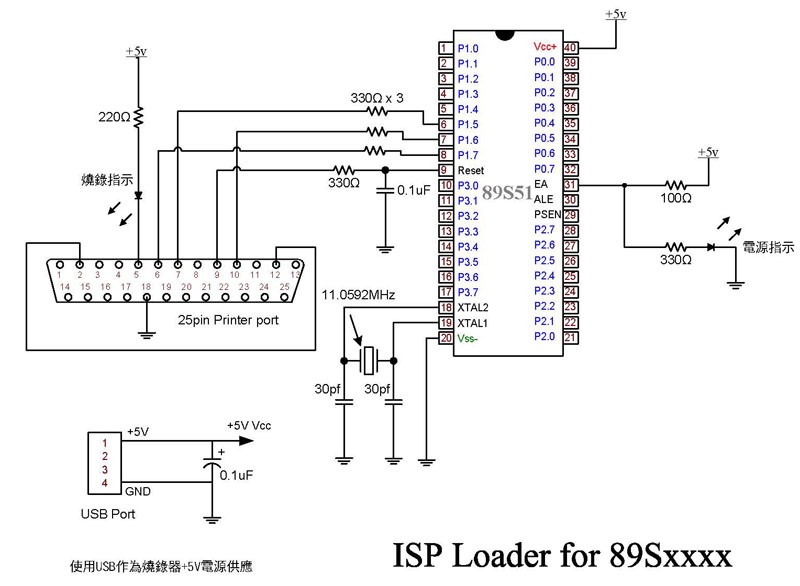 +5v
+5v
220Ω
330Ω x 3
燒錄指示
330Ω
0.1uF
1 P1.0
2 P1.1
3 P1.2
4 P1.3
5 P1.4
6 P1.5
7 P1.6
8 P1.7
9 Reset
10 P3.0
11 P3.1
12 P3.2
13 P3.3
14 P3.4
15 P3.5
16 P3.6
17 P3.7
18 XTAL2
19 XTAL1
20 Vss-
89S51
Vcc+ 40
P0.0 39
P0.1 38
P0.2 37
P0.3 36
P0.4 35
P0.5 34
P0.6 33
P0.7 32
EA 31
ALE 30
PSEN 29
P2.7 28
P2.6 27
P2.5 26
P2.4 25
P2.3 24
P2.2 23
P2.1 22
P2.0 21
+5v
100Ω
330Ω
電源指示
1 2 3 4 5 6 7 8 9 10 11 12 13
14 15 16 17 18 19 20 21 22 23 24 25
25pin Printer port
11.0592MHz
30pf
30pf
1
2
3
4
+5V
+5V Vcc
+
0.1uF
GND
USB Port
使用USB作為燒錄器+5V電源供應
ISP Loader for 89Sxxxx